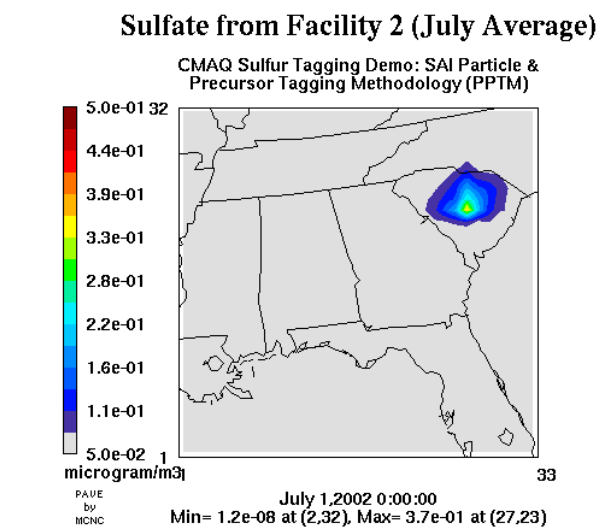 Sulfate from Facility 2 (July Average)
CMAQ Sulfur Tagging Demo: SAI Particle &
Precursor Tagging Methodology (PPTM)
5.0e-01
4.4e-01
3.9e-01
3.3e-01
2.8e-01
2.2e-01
1.6e-01
1.1e-01
5.0e-02
microgram/m3
32
1
1
33
PAVE
by
MCNC
July 1,2002 0:00:00
Min= 1.2e-08 at (2,32), Max= 3.7e-01 at (27,23)